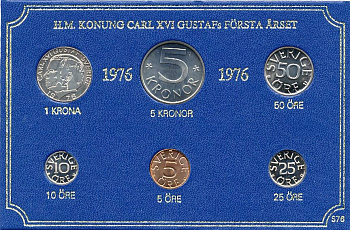 H.M. KONUNG CARL XVI GUSTAFs FÖRSTA ÅRSET
1976 5 KRONOR 1976
SVERIGE 50 ÖRE
1 KRONA
5 KRONOR
50 ÖRE
SVERIGE 10 ÖRE
SVERIGE 5 ÖRE
SVERIGE 25 ÖRE
10 ÖRE
5 ÖRE
25 ÖRE
S76